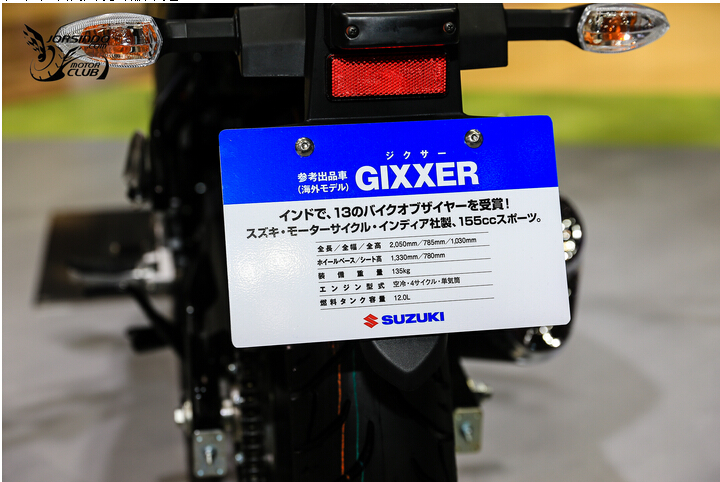 JORSINDO
MOTOR
CLUB
ジクサー
参考出品車
(海外モデル)
GIXXER
インドで、13のバイクオブザイヤーを受賞!
スズキ・モーターサイクル・インディア社製、155ccスポーツ。
全長/全幅/全高 2,050mm/785mm/1,030mm
ホイールベース/シート高 1,330mm/780mm
装備重量 135kg
エンジン型式 空冷・4サイクル・単気筒
燃料タンク容量 12.0L
SUZUKI